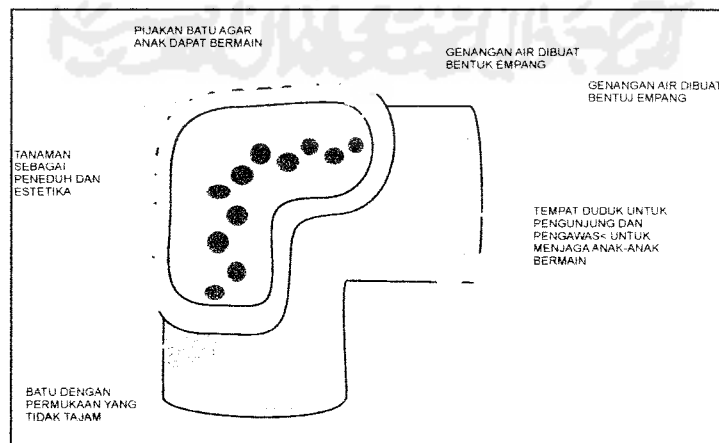 PIJAKAN BATU AGAR
ANAK DAPAT BERMAIN
GENANGAN AIR DIBUAT
BENTUK EMPANG
GENANGAN AIR DIBUAT
BENTUJ EMPANG
TANAMAN
SEBAGAI
PENEDUH DAN
ESTETIKA
TEMPAT DUDUK UNTUK
PENGUNJUNG DAN
PENGAWAS< UNTUK
MENJAGA ANAK-ANAK
BERMAIN
BATU DENGAN
PERMUKAAN YANG
TIDAK TAJAM